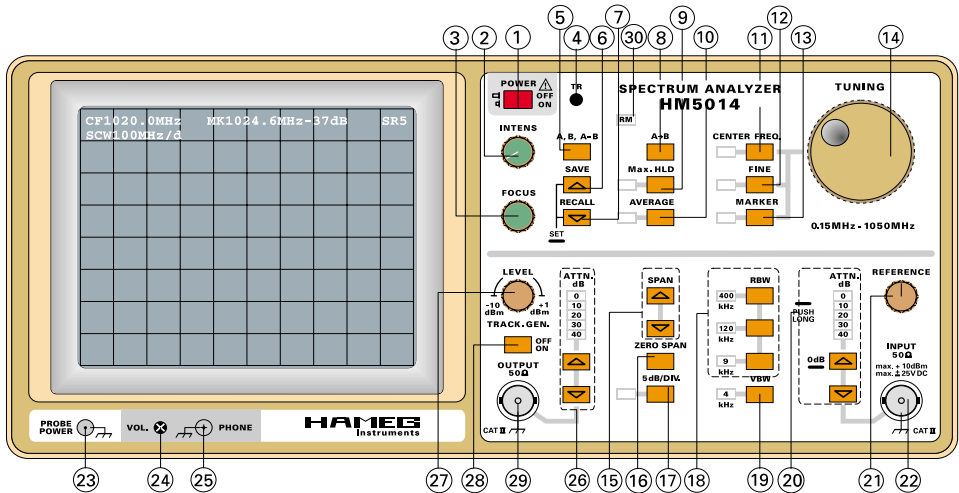 5 7 9 12
3 2 1 4 6 30 8 10 11 13 14
POWER
OFF
ON
TR
SPECTRUM ANALYZER
HM5014
TUNING
CF1020.0MHz MK1024.6MHz-37dB SR5
SCW100MHz/d
RM
INTENS
A, B, A-B
A→B
CENTER FREQ.
SAVE
Max. HLD
FINE
FOCUS
RECALL
AVERAGE
MARKER
SET
0.15MHz - 1050MHz
LEVEL
-10
dBm
+1
dBm
ATTN.
dB
0
10
20
30
40
SPAN
RBW
400
kHz
120
kHz
9
kHz
ATTN.
dB
0
10
20
30
40
PUSH
LONG
REFERENCE
TRACK.GEN.
OFF
ON
ZERO SPAN
0dB
OUTPUT
50Ω
5dB/DIV.
VBW
4
kHz
INPUT
50Ω
max. + 10dBm
max. ± 25V DC
CAT II
CAT II
PROBE
POWER
VOL.
PHONE
HAMEG
Instruments
23 24 25 27 28 29 26 15 16 17 18 19 20 21 22